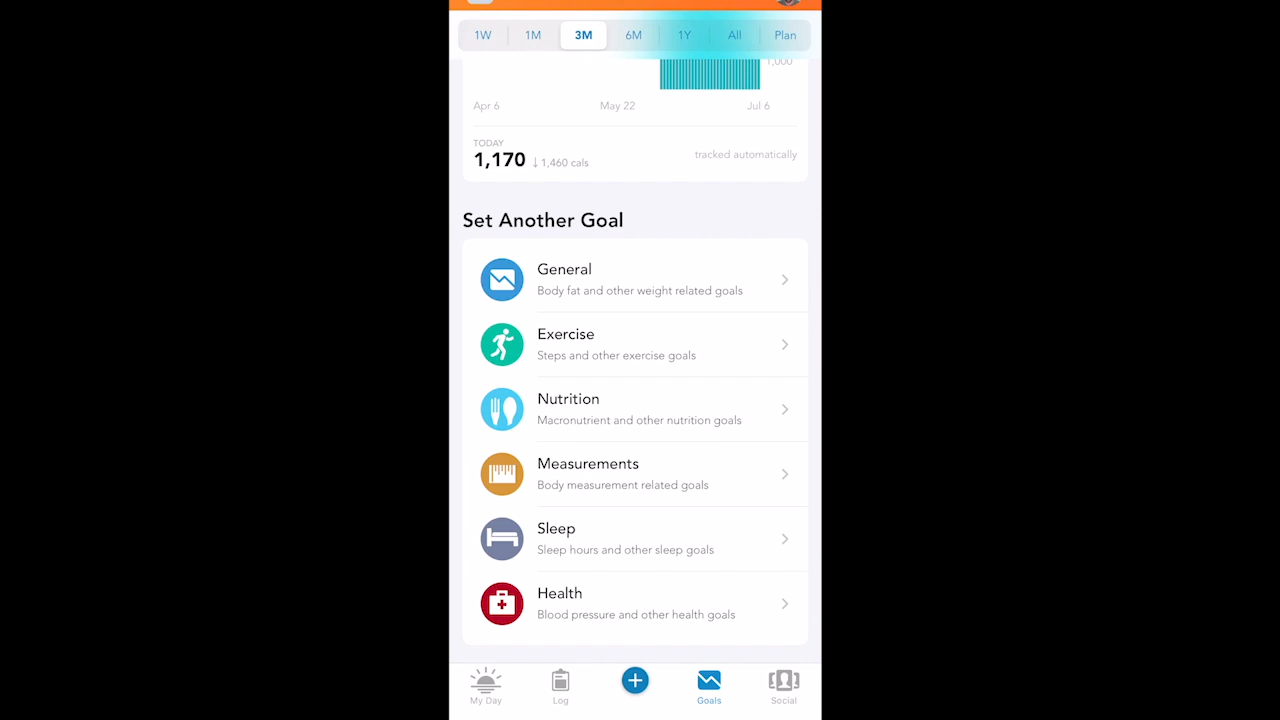 1W 1M 3M 6M 1Y All Plan
1,000
Apr 6 May 22 Jul 6
TODAY
1,170 ↓ 1,460 cals tracked automatically
Set Another Goal
General
Body fat and other weight related goals
Exercise
Steps and other exercise goals
Nutrition
Macronutrient and other nutrition goals
Measurements
Body measurement related goals
Sleep
Sleep hours and other sleep goals
Health
Blood pressure and other health goals
My Day Log Goals Social